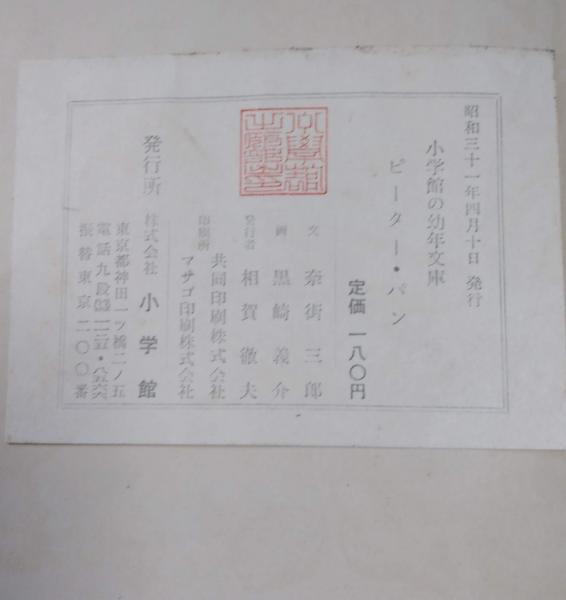 昭和三十一年四月十日 発行
小学館の幼年文庫
ピーター・パン
定価 一八〇円
文 奈街三郎
画 黒崎義介
発行者 相賀徹夫
印刷所 共同印刷株式会社
マサゴ印刷株式会社
発行所 株式会社 小学館
東京都神田一ツ橋二ノ五
電話九段
振替東京二〇〇番